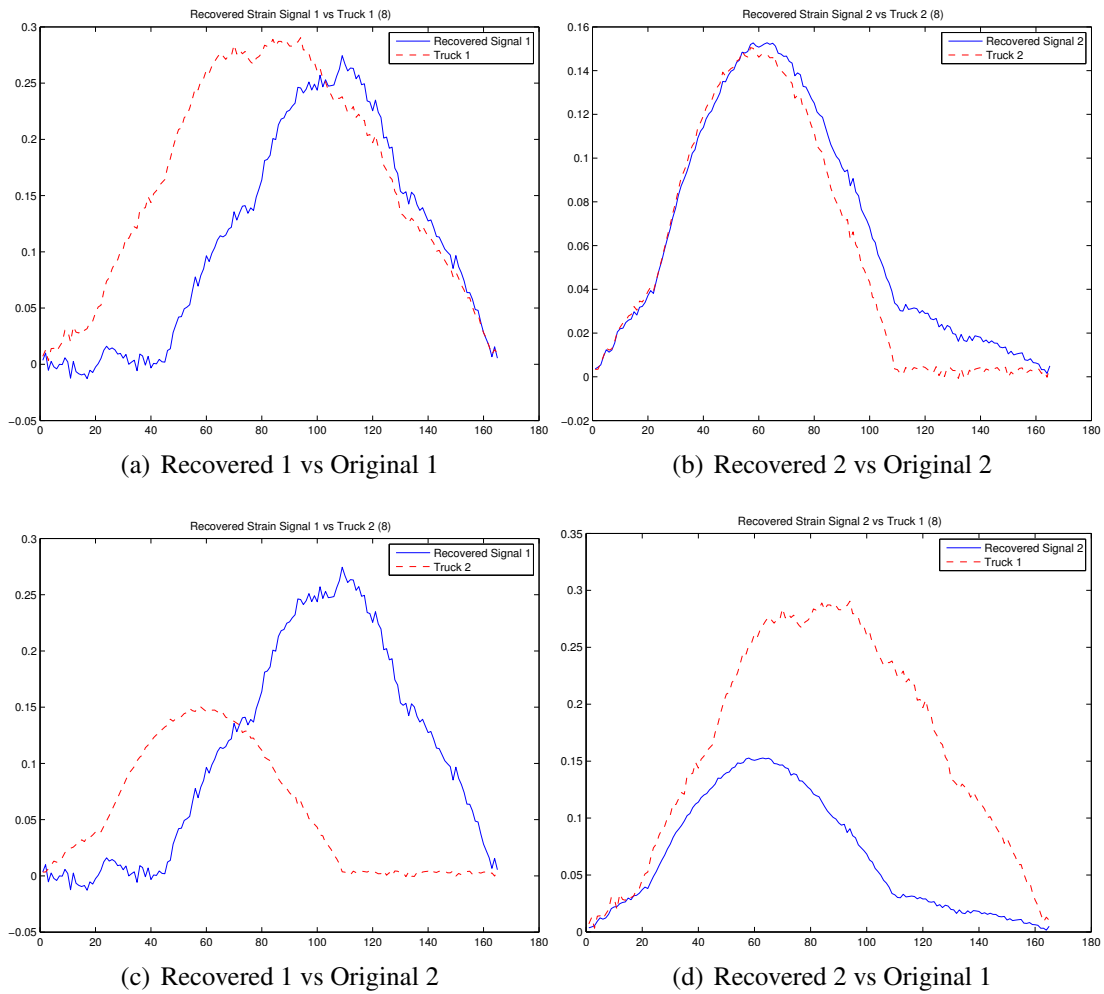 Recovered Strain Signal 1 vs Truck 1 (8)
Recovered Signal 1
Truck 1
0.3
0.25
0.2
0.15
0.1
0.05
0
−0.05
0 20 40 60 80 100 120 140 160 180
(a) Recovered 1 vs Original 1
Recovered Strain Signal 2 vs Truck 2 (8)
Recovered Signal 2
Truck 2
0.16
0.14
0.12
0.1
0.08
0.06
0.04
0.02
0
−0.02
0 20 40 60 80 100 120 140 160 180
(b) Recovered 2 vs Original 2
Recovered Strain Signal 1 vs Truck 2 (8)
Recovered Signal 1
Truck 2
0.3
0.25
0.2
0.15
0.1
0.05
0
−0.05
0 20 40 60 80 100 120 140 160 180
(c) Recovered 1 vs Original 2
Recovered Strain Signal 2 vs Truck 1 (8)
Recovered Signal 2
Truck 1
0.35
0.3
0.25
0.2
0.15
0.1
0.05
0
0 20 40 60 80 100 120 140 160 180
(d) Recovered 2 vs Original 1